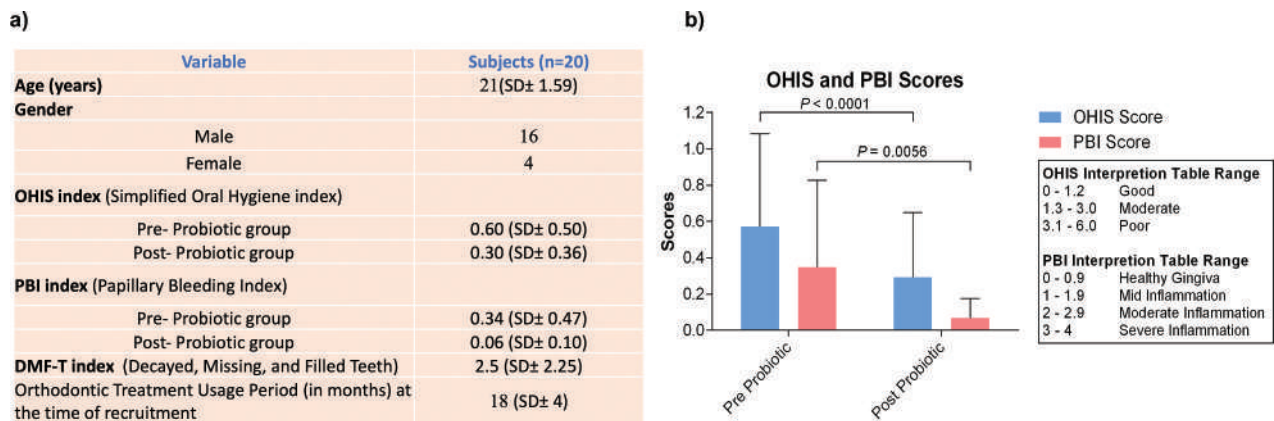 a)
Variable Subjects (n=20)
Age (years) 21(SD± 1.59)
Gender
Male 16
Female 4
OHIS index (Simplified Oral Hygiene index)
Pre- Probiotic group 0.60 (SD± 0.50)
Post- Probiotic group 0.30 (SD± 0.36)
PBI index (Papillary Bleeding Index)
Pre- Probiotic group 0.34 (SD± 0.47)
Post- Probiotic group 0.06 (SD± 0.10)
DMF-T index (Decayed, Missing, and Filled Teeth) 2.5 (SD± 2.25)
Orthodontic Treatment Usage Period (in months) at
the time of recruitment 18 (SD± 4)
b)
OHIS and PBI Scores
P < 0.0001
P = 0.0056
1.2
1.0
0.8
0.6
0.4
0.2
0.0
Scores
Pre Probiotic
Post Probiotic
OHIS Score
PBI Score
OHIS Interpretion Table Range
0 - 1.2 Good
1.3 - 3.0 Moderate
3.1 - 6.0 Poor
PBI Interpretion Table Range
0 - 0.9 Healthy Gingiva
1 - 1.9 Mid Inflammation
2 - 2.9 Moderate Inflammation
3 - 4 Severe Inflammation